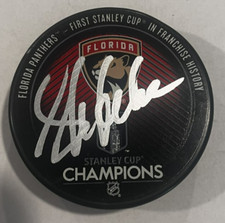 FLORIDA PANTHERS – FIRST STANLEY CUP® IN FRANCHISE HISTORY
FLORIDA
STANLEY CUP®
CHAMPIONS
NHL